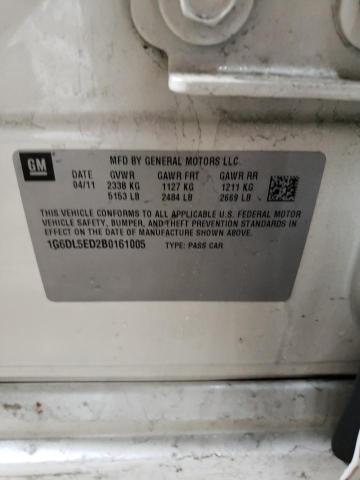 GM
MFD BY GENERAL MOTORS LLC
DATE GVWR GAWR FRT GAWR RR
04/11 2338 KG 1127 KG 1211 KG
5153 LB 2484 LB 2669 LB
THIS VEHICLE CONFORMS TO ALL APPLICABLE U.S. FEDERAL MOTOR
VEHICLE SAFETY, BUMPER, AND THEFT PREVENTION STANDARDS IN
EFFECT ON THE DATE OF MANUFACTURE SHOWN ABOVE.
1G6DL5ED2B0161005 TYPE: PASS CAR